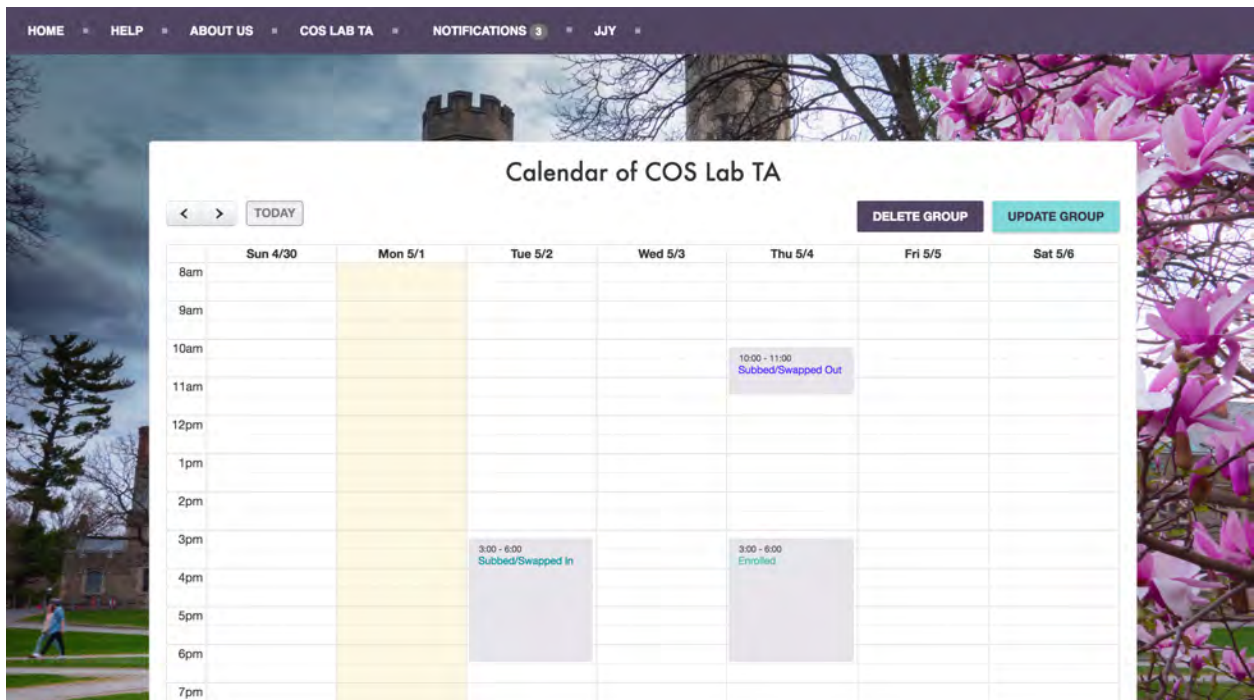 HOME HELP ABOUT US COS LAB TA NOTIFICATIONS 3 JJY
Calendar of COS Lab TA
< > TODAY DELETE GROUP UPDATE GROUP
Sun 4/30 Mon 5/1 Tue 5/2 Wed 5/3 Thu 5/4 Fri 5/5 Sat 5/6
8am
9am
10am
10:00 - 11:00
Subbed/Swapped Out
11am
12pm
1pm
2pm
3pm
3:00 - 6:00 3:00 - 6:00
Subbed/Swapped In Enrolled
4pm
5pm
6pm
7pm